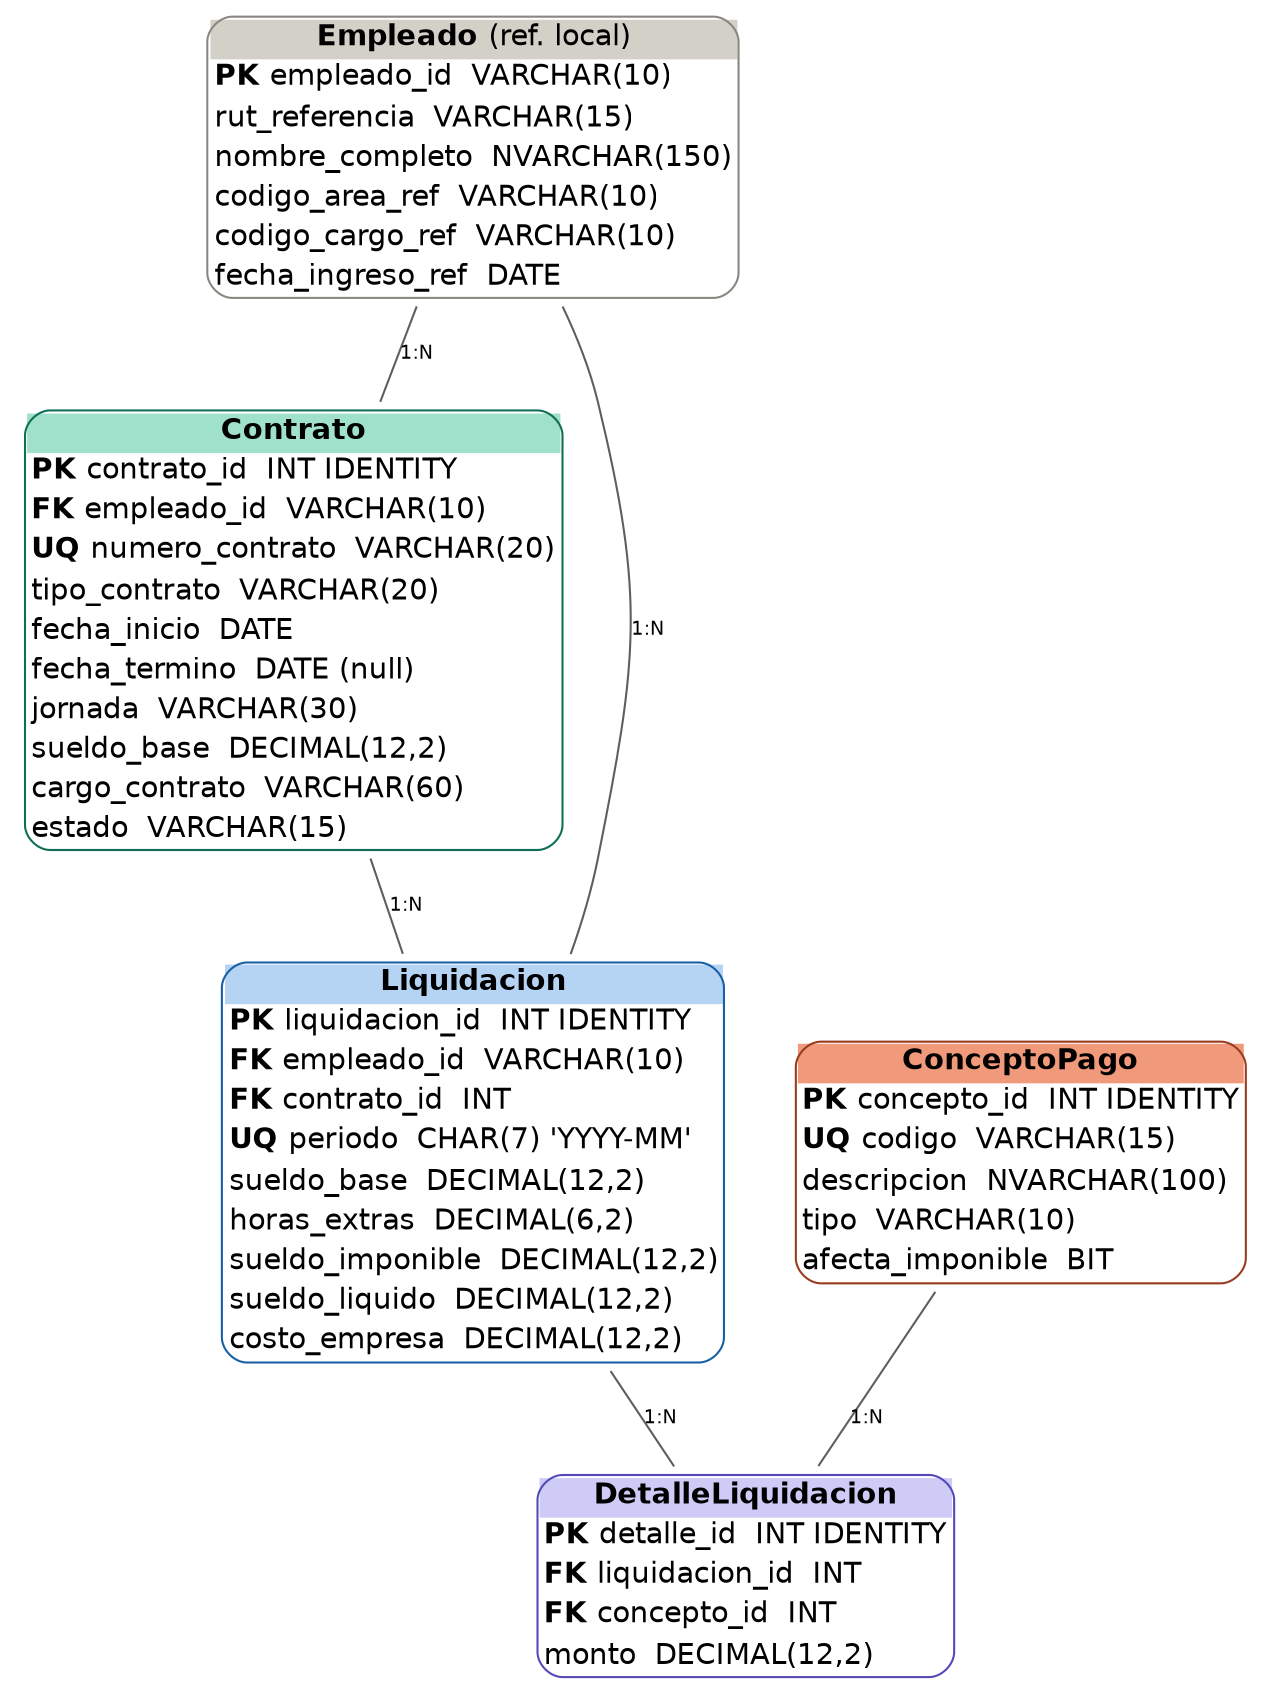 Empleado (ref. local)
PK empleado_id  VARCHAR(10)
rut_referencia  VARCHAR(15)
nombre_completo  NVARCHAR(150)
codigo_area_ref  VARCHAR(10)
codigo_cargo_ref  VARCHAR(10)
fecha_ingreso_ref  DATE
1:N
Contrato
PK contrato_id  INT IDENTITY
FK empleado_id  VARCHAR(10)
UQ numero_contrato  VARCHAR(20)
tipo_contrato  VARCHAR(20)
fecha_inicio  DATE
fecha_termino  DATE (null)
jornada  VARCHAR(30)
sueldo_base  DECIMAL(12,2)
cargo_contrato  VARCHAR(60)
estado  VARCHAR(15)
1:N
1:N
Liquidacion
PK liquidacion_id  INT IDENTITY
FK empleado_id  VARCHAR(10)
FK contrato_id  INT
UQ periodo  CHAR(7) 'YYYY-MM'
sueldo_base  DECIMAL(12,2)
horas_extras  DECIMAL(6,2)
sueldo_imponible  DECIMAL(12,2)
sueldo_liquido  DECIMAL(12,2)
costo_empresa  DECIMAL(12,2)
ConceptoPago
PK concepto_id  INT IDENTITY
UQ codigo  VARCHAR(15)
descripcion  NVARCHAR(100)
tipo  VARCHAR(10)
afecta_imponible  BIT
1:N
1:N
DetalleLiquidacion
PK detalle_id  INT IDENTITY
FK liquidacion_id  INT
FK concepto_id  INT
monto  DECIMAL(12,2)